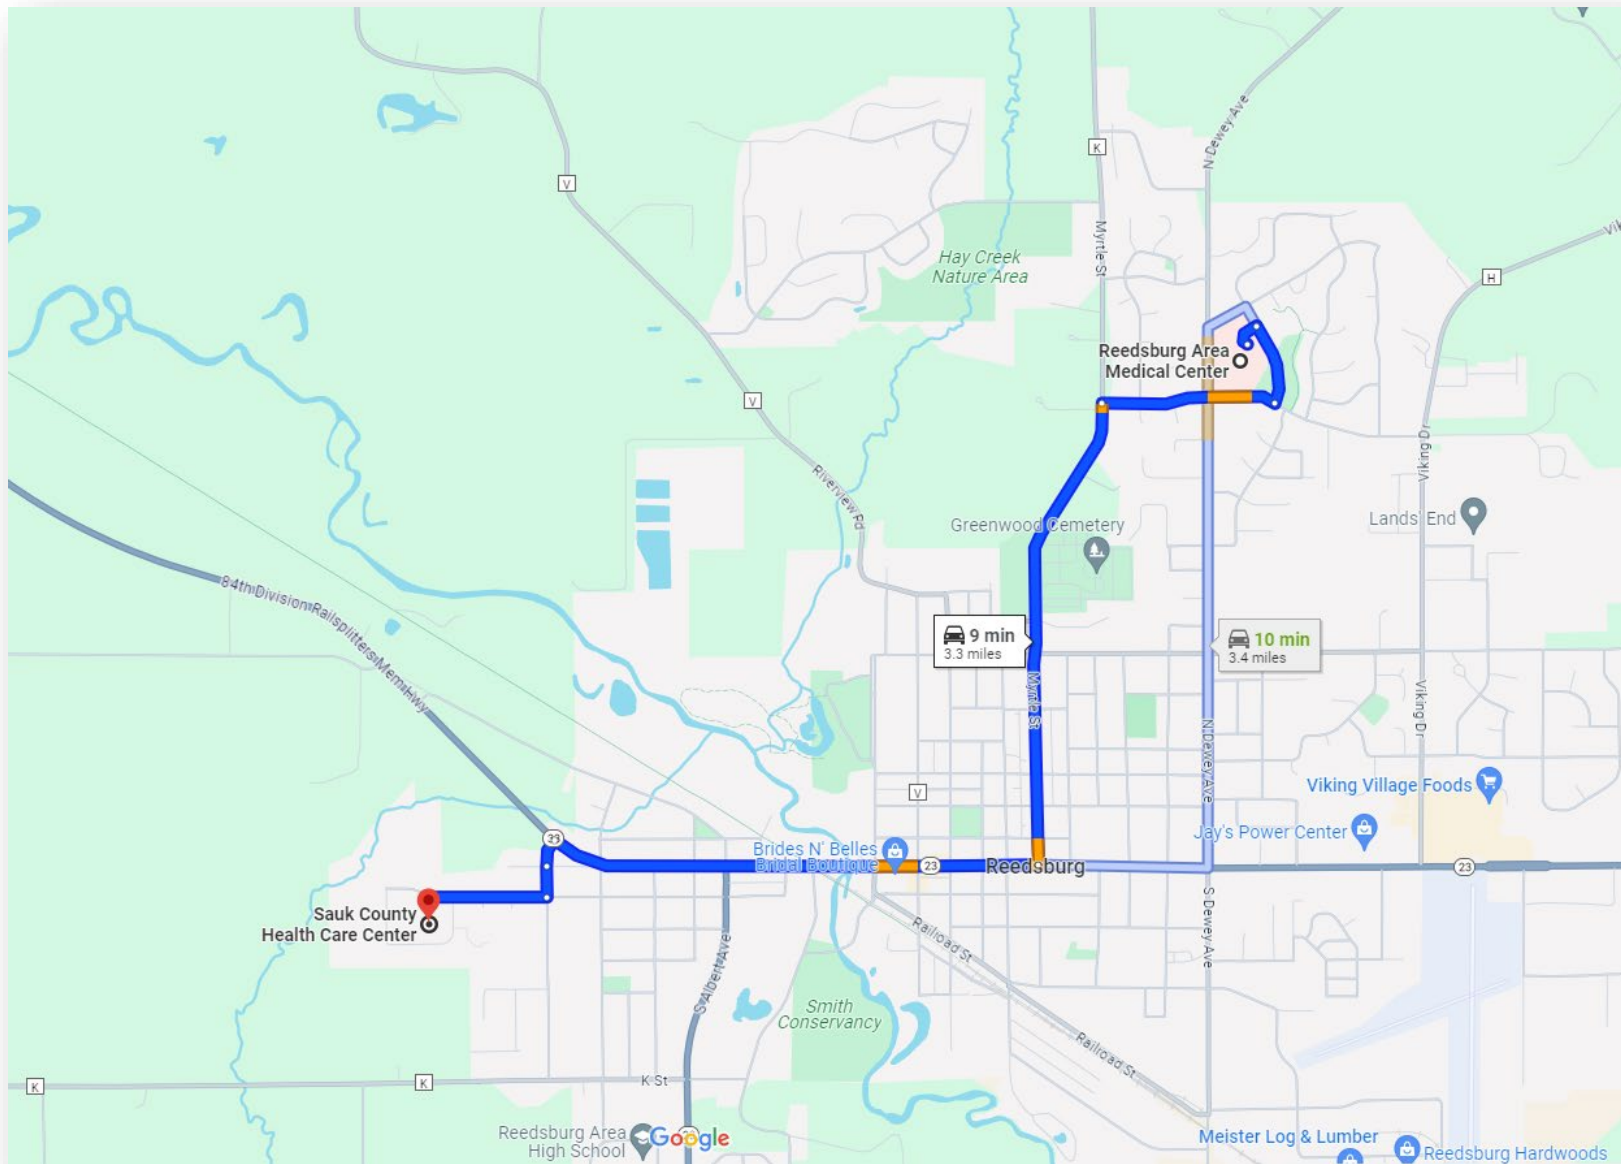 N Dewey Ave
K
V
Myrtle St
Hay Creek
Nature Area
H
Reedsburg Area
Medical Center
V
Viking Dr
Riverview Rd
Greenwood Cemetery
Lands' End
84th Division Railsplitters Mem Hwy
9 min
3.3 miles
10 min
3.4 miles
Myrtle St
Viking Dr
N Dewey Ave
V
Viking Village Foods
Jay's Power Center
33
Brides N' Belles
Bridal Boutique
23
Reedsburg
23
Sauk County
Health Care Center
S Dewey Ave
Railroad St
S Albert Ave
Smith
Conservancy
Railroad St
K
K
K St
Reedsburg Area
High School
Google
Meister Log & Lumber
Reedsburg Hardwoods